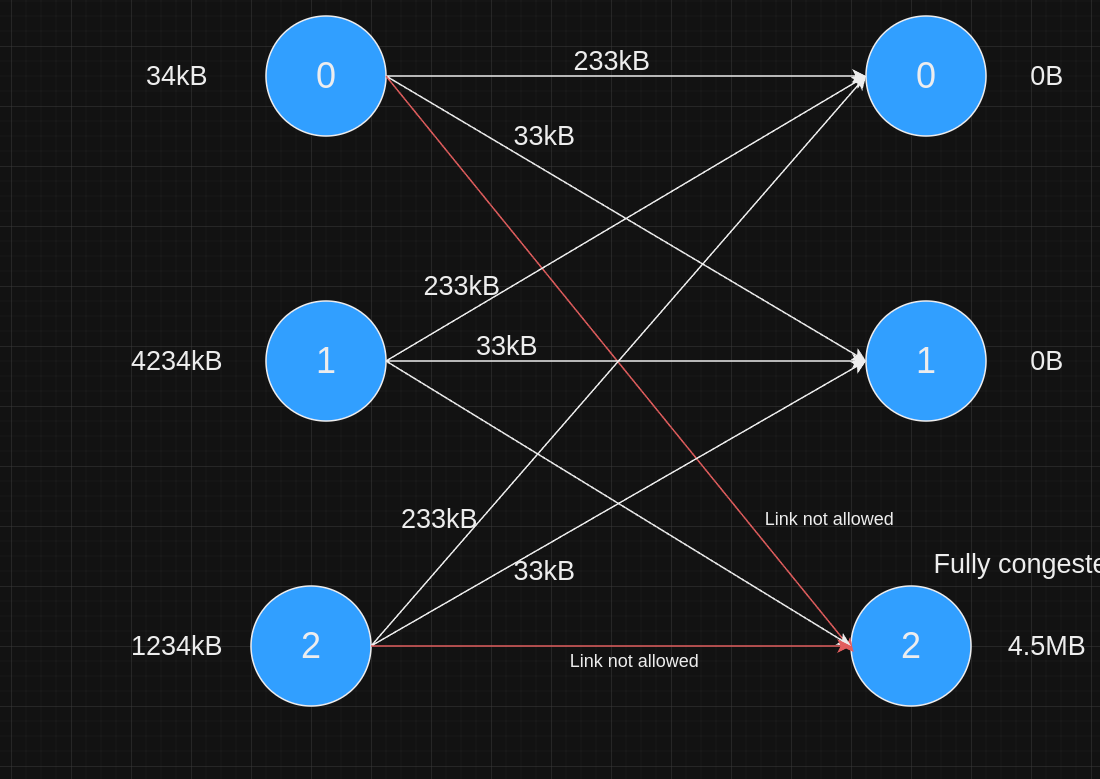 0
233kB
0
34kB
0B
33kB
233kB
33kB
4234kB
1
1
0B
233kB
Link not allowed
33kB
Fully congeste
1234kB
2
2
4.5MB
Link not allowed